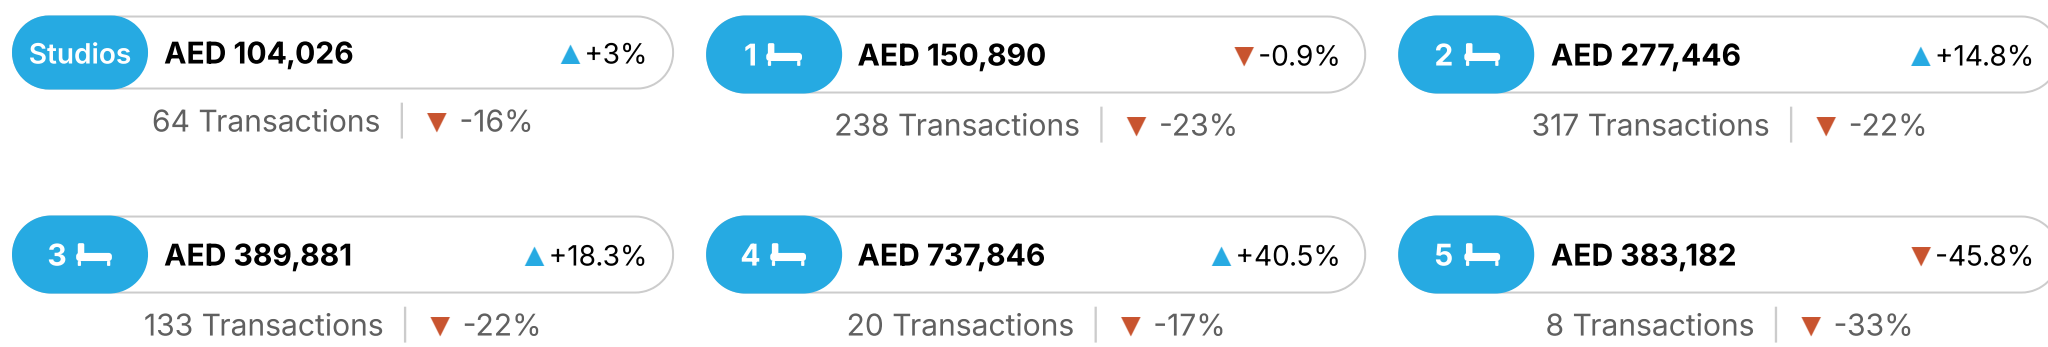 Studios AED 104,026 ▲+3%
64 Transactions | ▼ -16%
1 AED 150,890 ▼-0.9%
238 Transactions | ▼ -23%
2 AED 277,446 ▲+14.8%
317 Transactions | ▼ -22%
3 AED 389,881 ▲+18.3%
133 Transactions | ▼ -22%
4 AED 737,846 ▲+40.5%
20 Transactions | ▼ -17%
5 AED 383,182 ▼-45.8%
8 Transactions | ▼ -33%